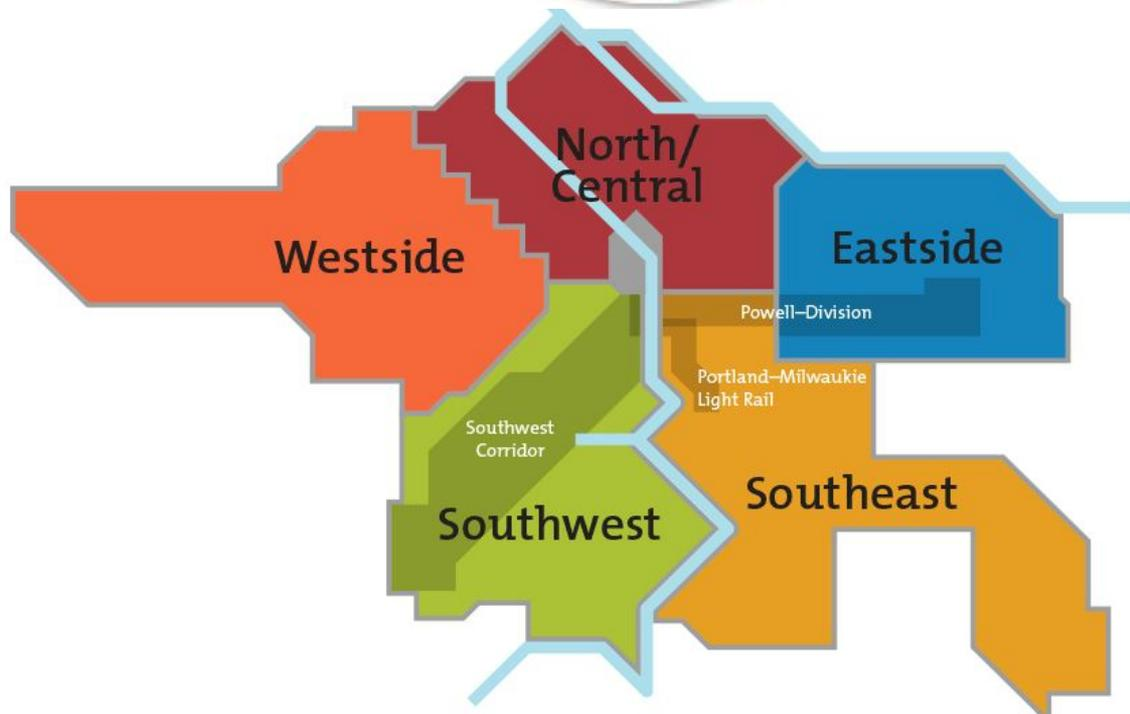 North/
Central
Westside
Eastside
Powell–Division
Portland–Milwaukie
Light Rail
Southwest
Corridor
Southeast
Southwest